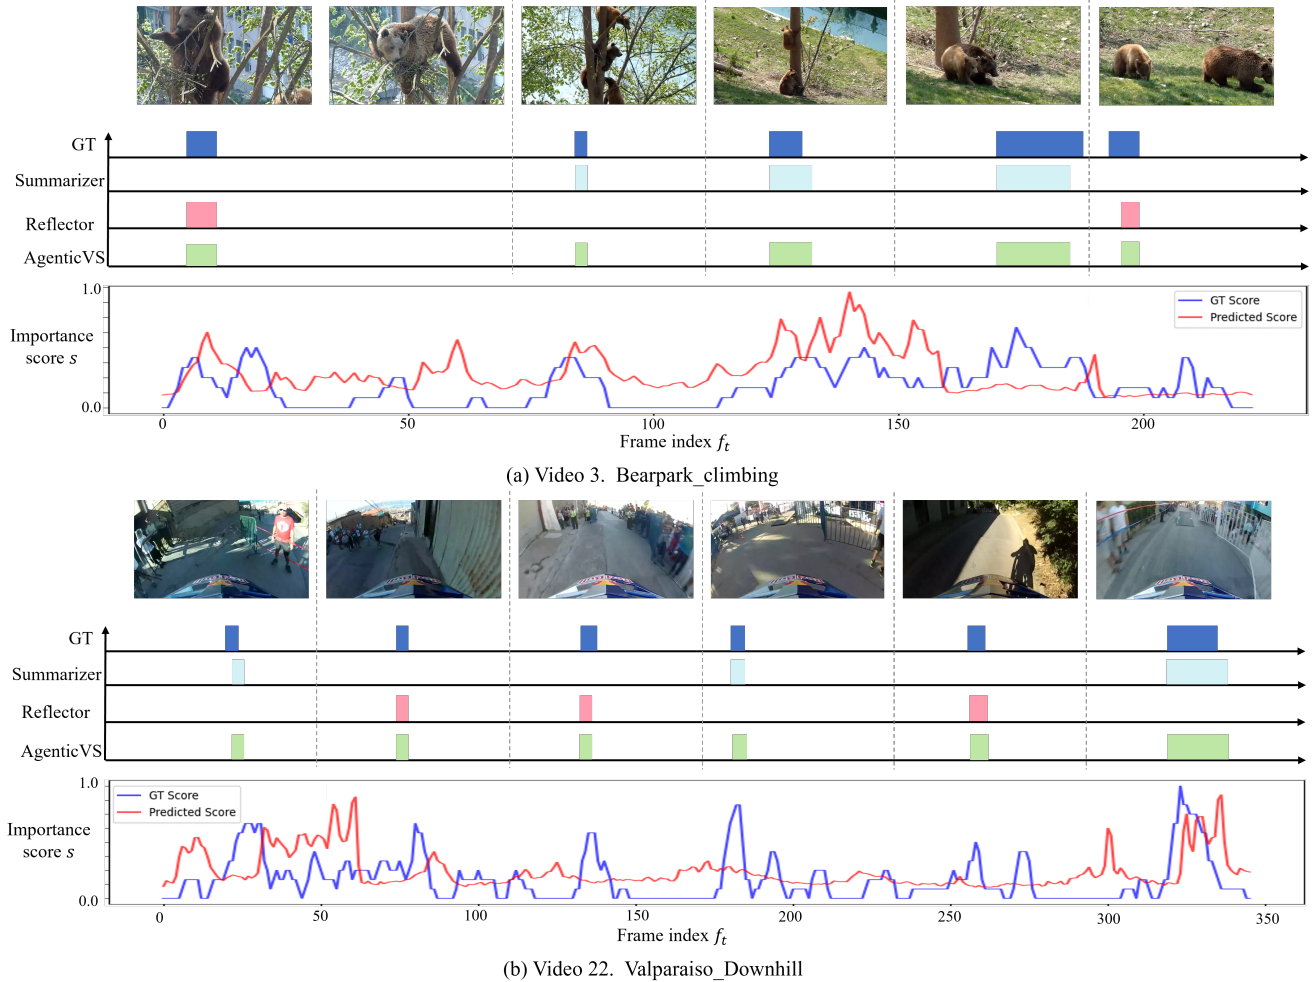 GT
Summarizer
Reflector
AgenticVS
1.0
Importance
score s
0.0
GT Score
Predicted Score
0 50 100 150 200
Frame index fₜ
(a) Video 3. Bearpark_climbing
GT
Summarizer
Reflector
AgenticVS
1.0
Importance
score s
0.0
GT Score
Predicted Score
0 50 100 150 200 250 300 350
Frame index fₜ
(b) Video 22. Valparaiso_Downhill